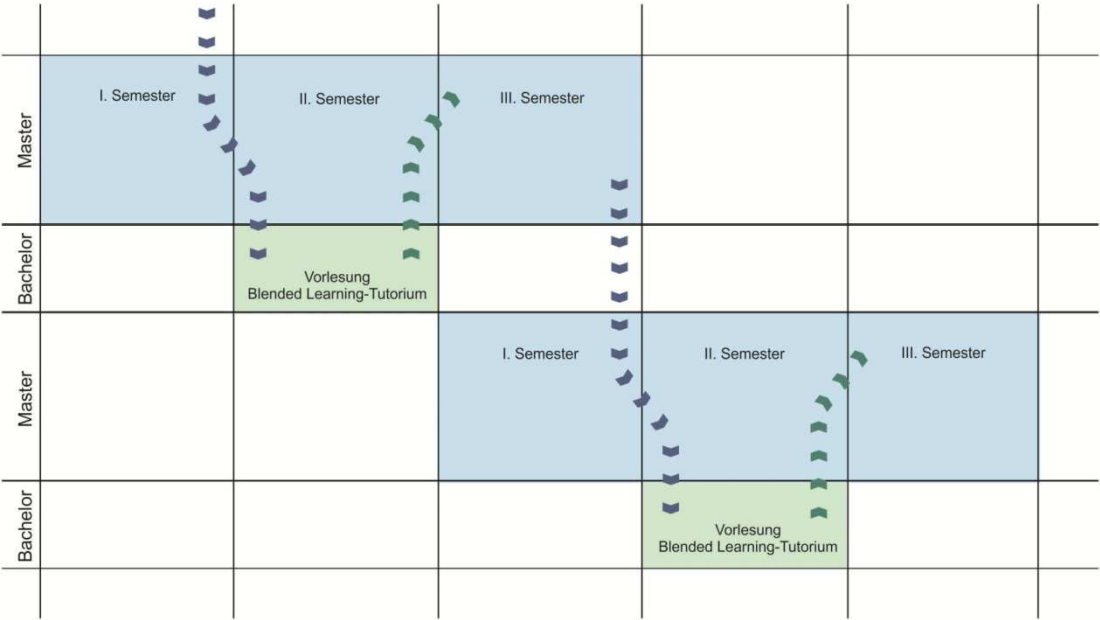 Master
I. Semester
II. Semester
III. Semester
Bachelor
Vorlesung
Blended Learning-Tutorium
Master
I. Semester
II. Semester
III. Semester
Bachelor
Vorlesung
Blended Learning-Tutorium